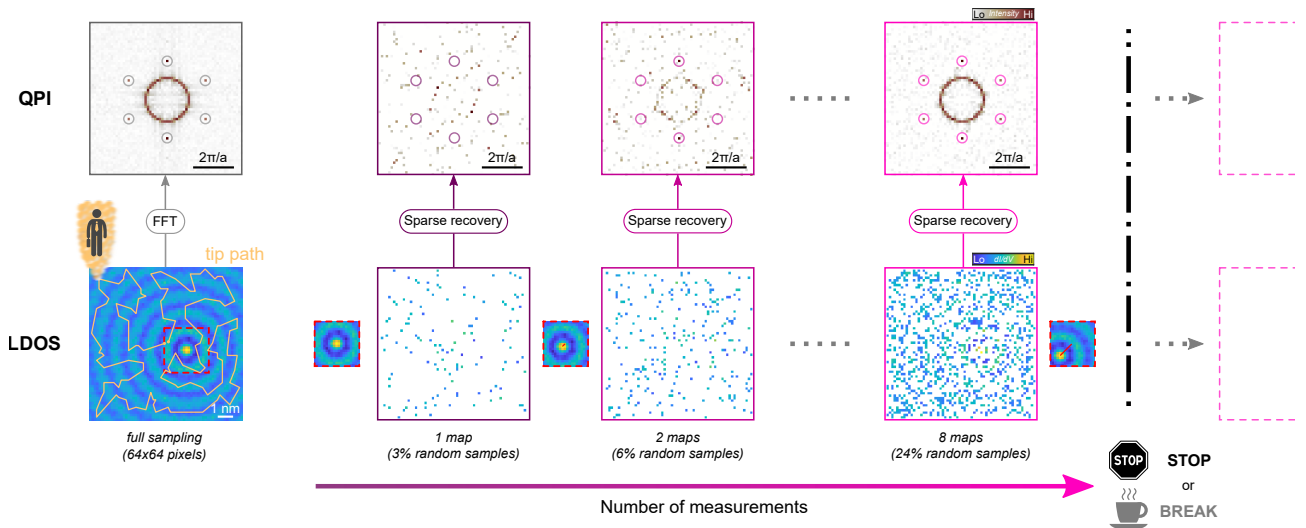 Lo Intensity Hi
QPI
2π/a
2π/a
2π/a
2π/a
FFT
Sparse recovery
Sparse recovery
Sparse recovery
tip path
Lo dI/dV Hi
LDOS
1 nm
full sampling
(64x64 pixels)
1 map
(3% random samples)
2 maps
(6% random samples)
8 maps
(24% random samples)
STOP
STOP
or
BREAK
Number of measurements